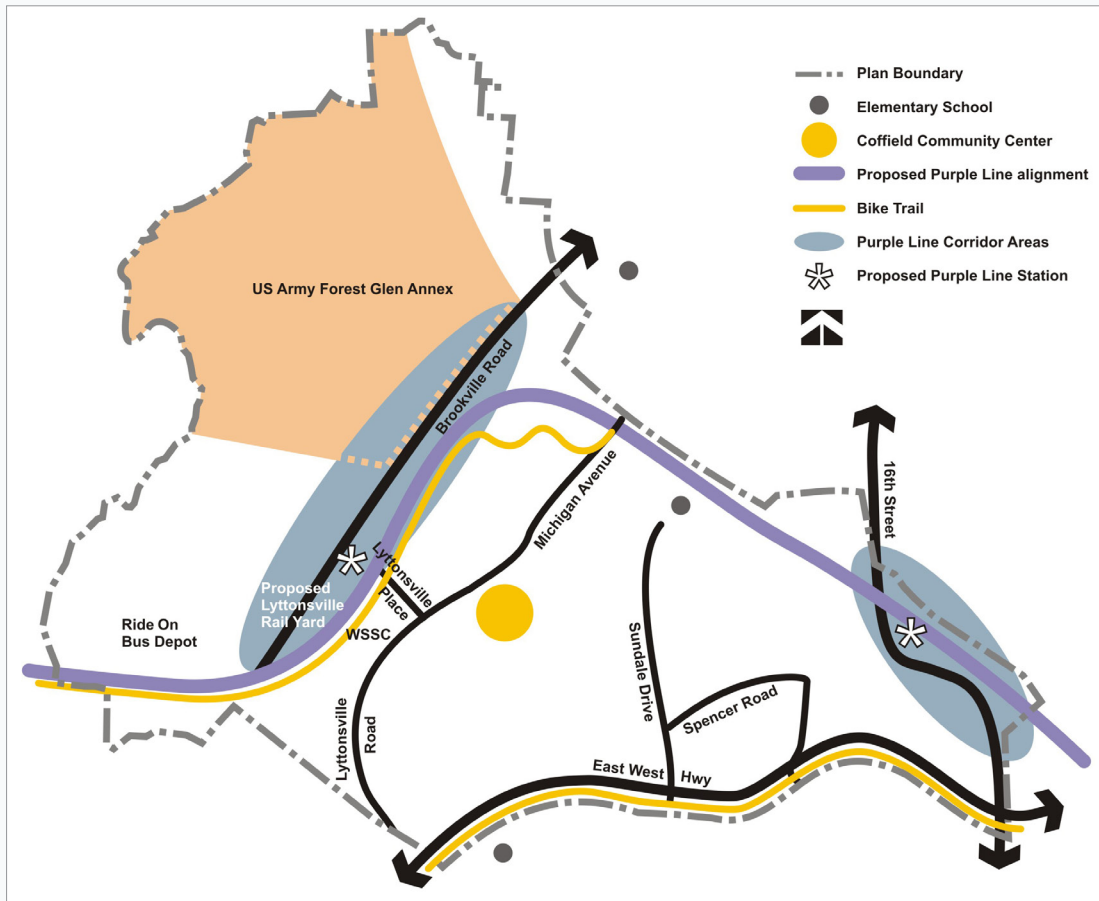 Plan Boundary
Elementary School
Coffield Community Center
Proposed Purple Line alignment
Bike Trail
Purple Line Corridor Areas
Proposed Purple Line Station
US Army Forest Glen Annex
Brookville Road
Michigan Avenue
16th Street
Lyttonsville
Place
Proposed
Lyttonsville
Rail Yard
WSSC
Ride On
Bus Depot
Lyttonsville
Road
Sundale Drive
Spencer Road
East West
Hwy